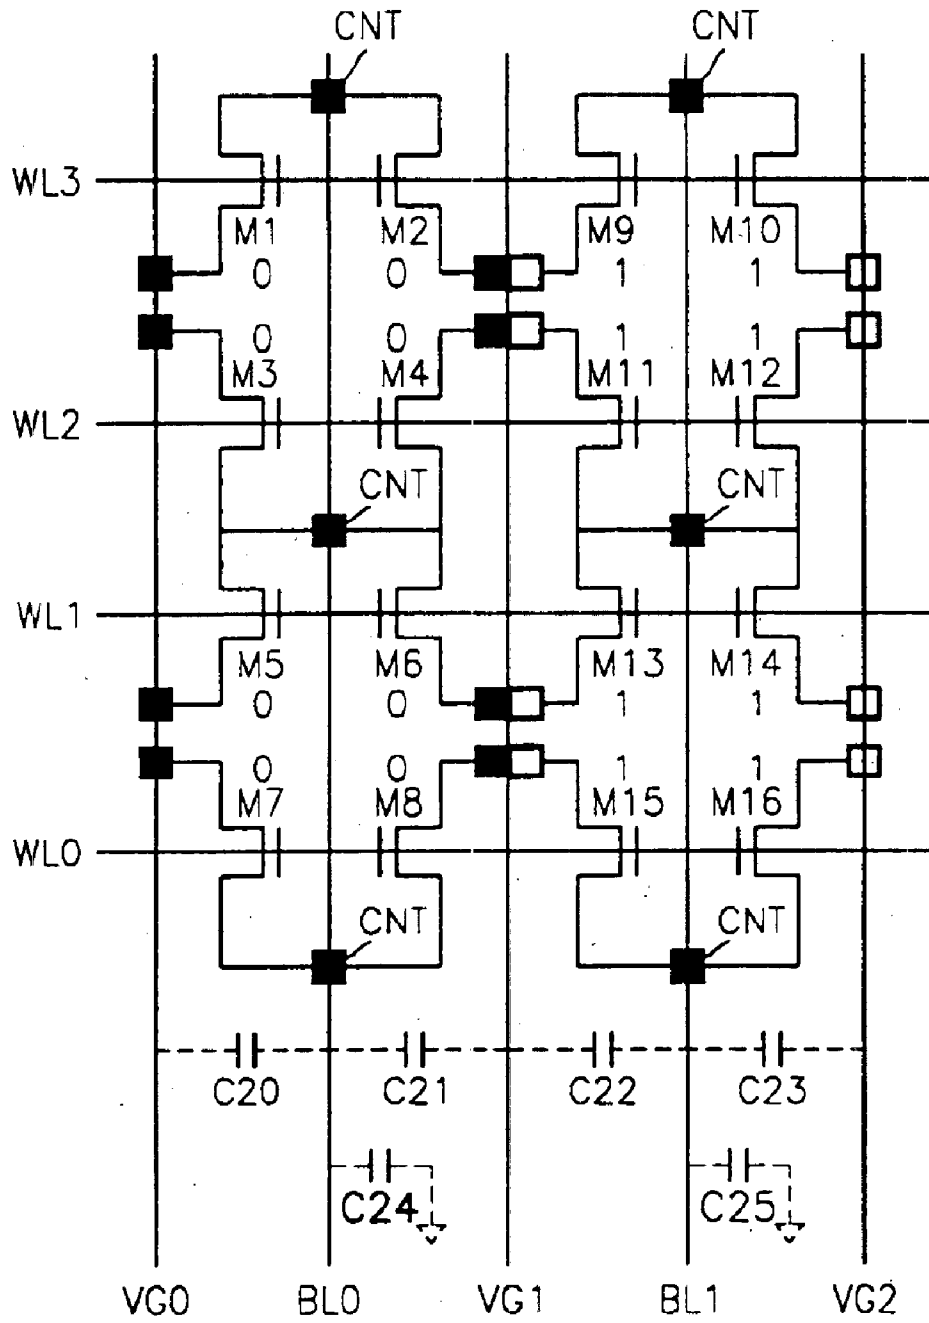 CNT CNT
WL3
M1 M2 M9 M10
0 0 1 1
0 0 1 1
M3 M4 M11 M12
WL2
CNT CNT
WL1
M5 M6 M13 M14
0 0 1 1
0 0 1 1
M7 M8 M15 M16
WL0
CNT CNT
C20 C21 C22 C23
C24 C25
VG0 BL0 VG1 BL1 VG2